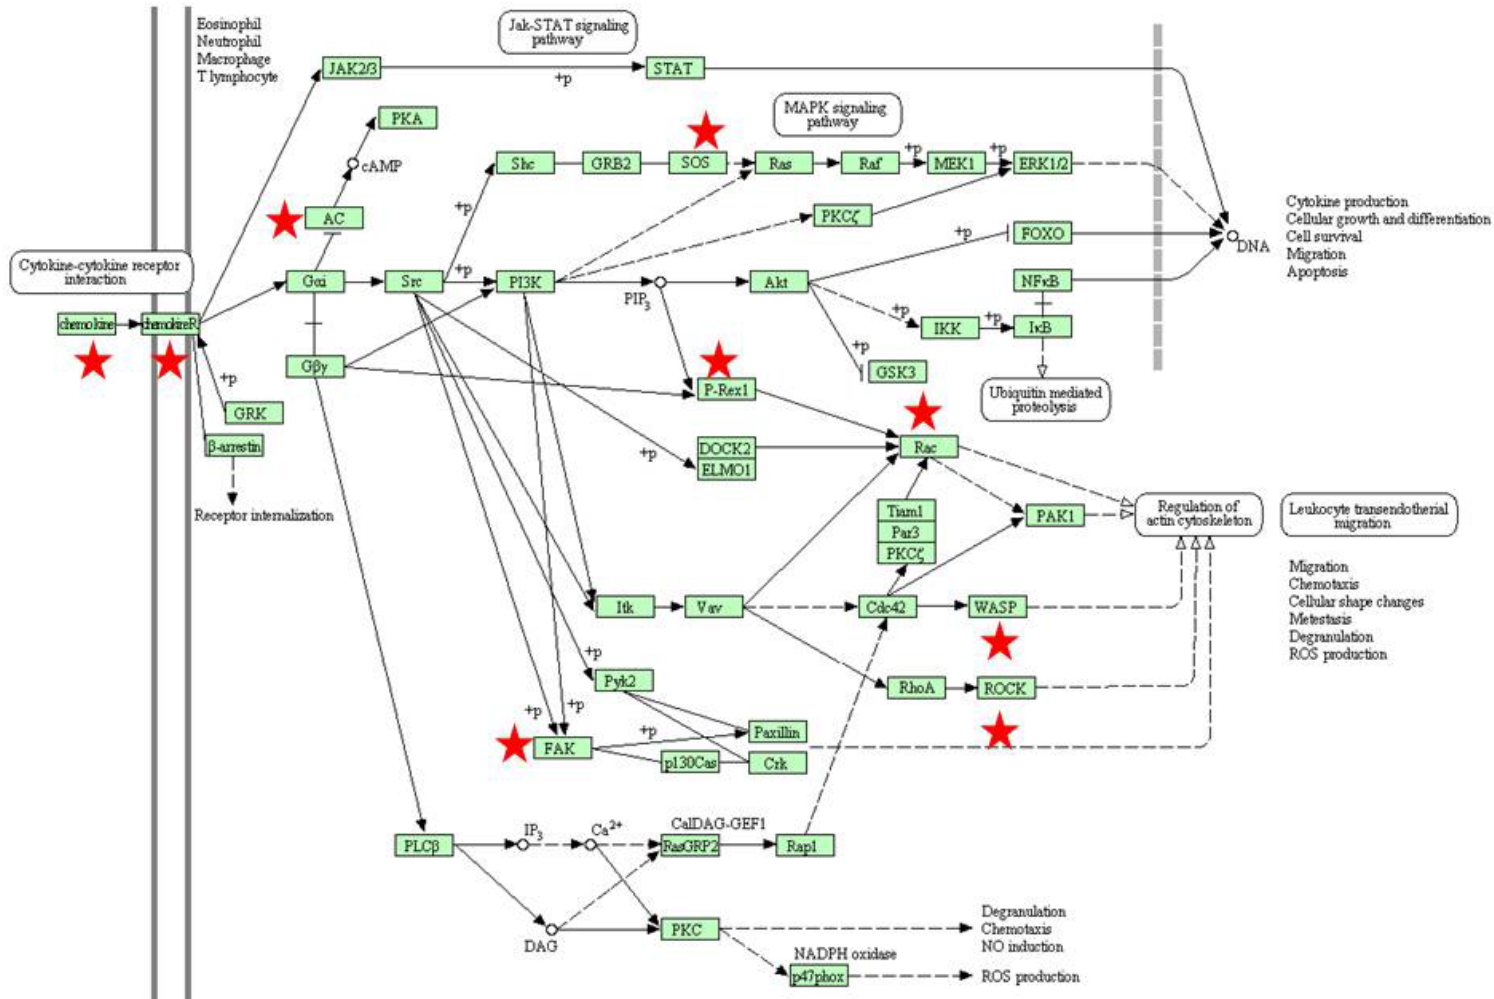 Eosinophil
Neutrophil
Macrophage
T lymphocyte
Jak-STAT signaling
pathway
JAK2/3
+p
STAT
PKA
cAMP
MAPK signaling
pathway
Shc
GRB2
SOS
Ras
Raf
+p
MEK1
+p
ERK1/2
+p
AC
PKCζ
Cytokine production
Cellular growth and differentiation
Cell survival
Migration
Apoptosis
+p
FOXO
DNA
Cytokine-cytokine receptor
interaction
Gαi
Src
+p
PI3K
PIP3
Akt
NFκB
chemokine
chemokineR
+p
IKK
+p
IκB
Gβγ
+p
GSK3
P-Rex1
Ubiquitin mediated
proteolysis
+p
GRK
β-arrestin
Receptor internalization
+p
DOCK2
ELMO1
Rac
Tiam1
Par3
PKCζ
PAK1
Regulation of
actin cytoskeleton
Leukocyte transendotherial
migration
Migration
Chemotaxis
Cellular shape changes
Metastasis
Degranulation
ROS production
Itk
Vav
Cdc42
WASP
+p
Pyk2
RhoA
ROCK
+p
+p
FAK
+p
Paxillin
p130Cas
Crk
PLCβ
IP3
Ca2+
CalDAG-GEF1
RasGRP2
Rap1
DAG
PKC
Degranulation
Chemotaxis
NO induction
NADPH oxidase
p47phox
ROS production